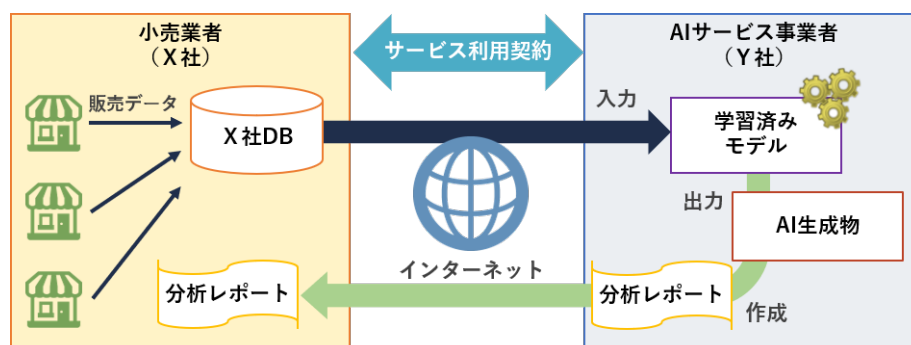 小売業者
（X社）
サービス利用契約
AIサービス事業者
（Y社）
販売データ
X社DB
入力
学習済み
モデル
出力
AI生成物
インターネット
分析レポート
分析レポート
作成